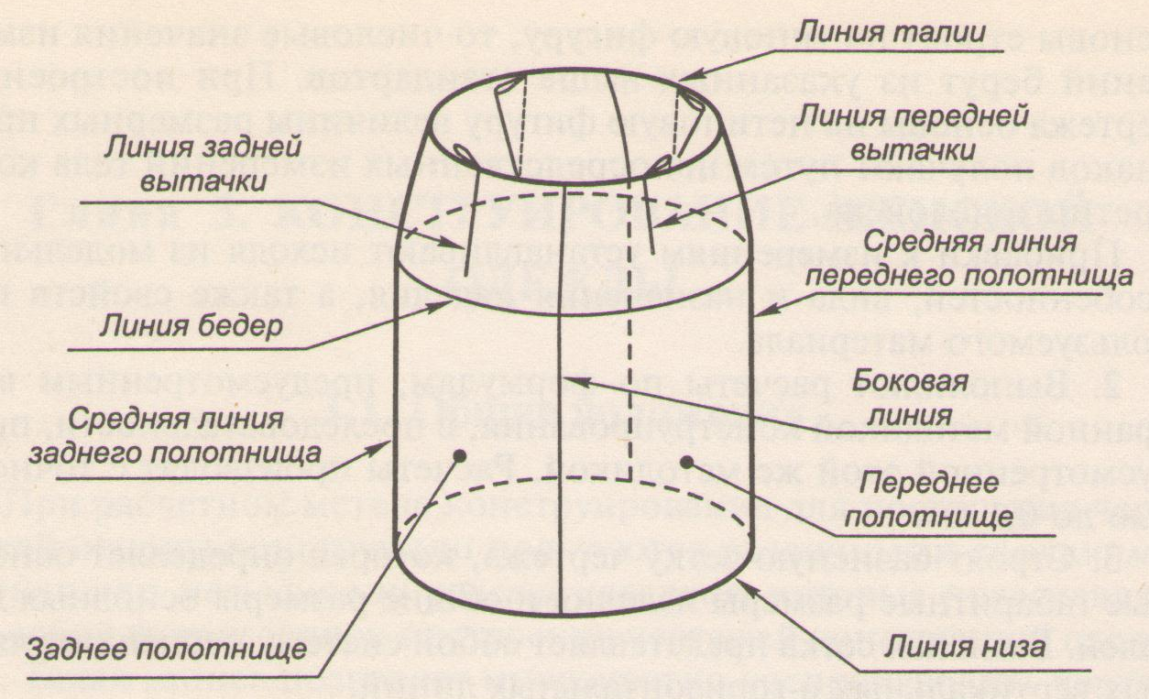 Линия талии
Линия передней
вытачки
Линия задней
вытачки
Средняя линия
переднего полотнища
Линия бедер
Боковая
линия
Средняя линия
заднего полотнища
Переднее
полотнище
Заднее полотнище
Линия низа